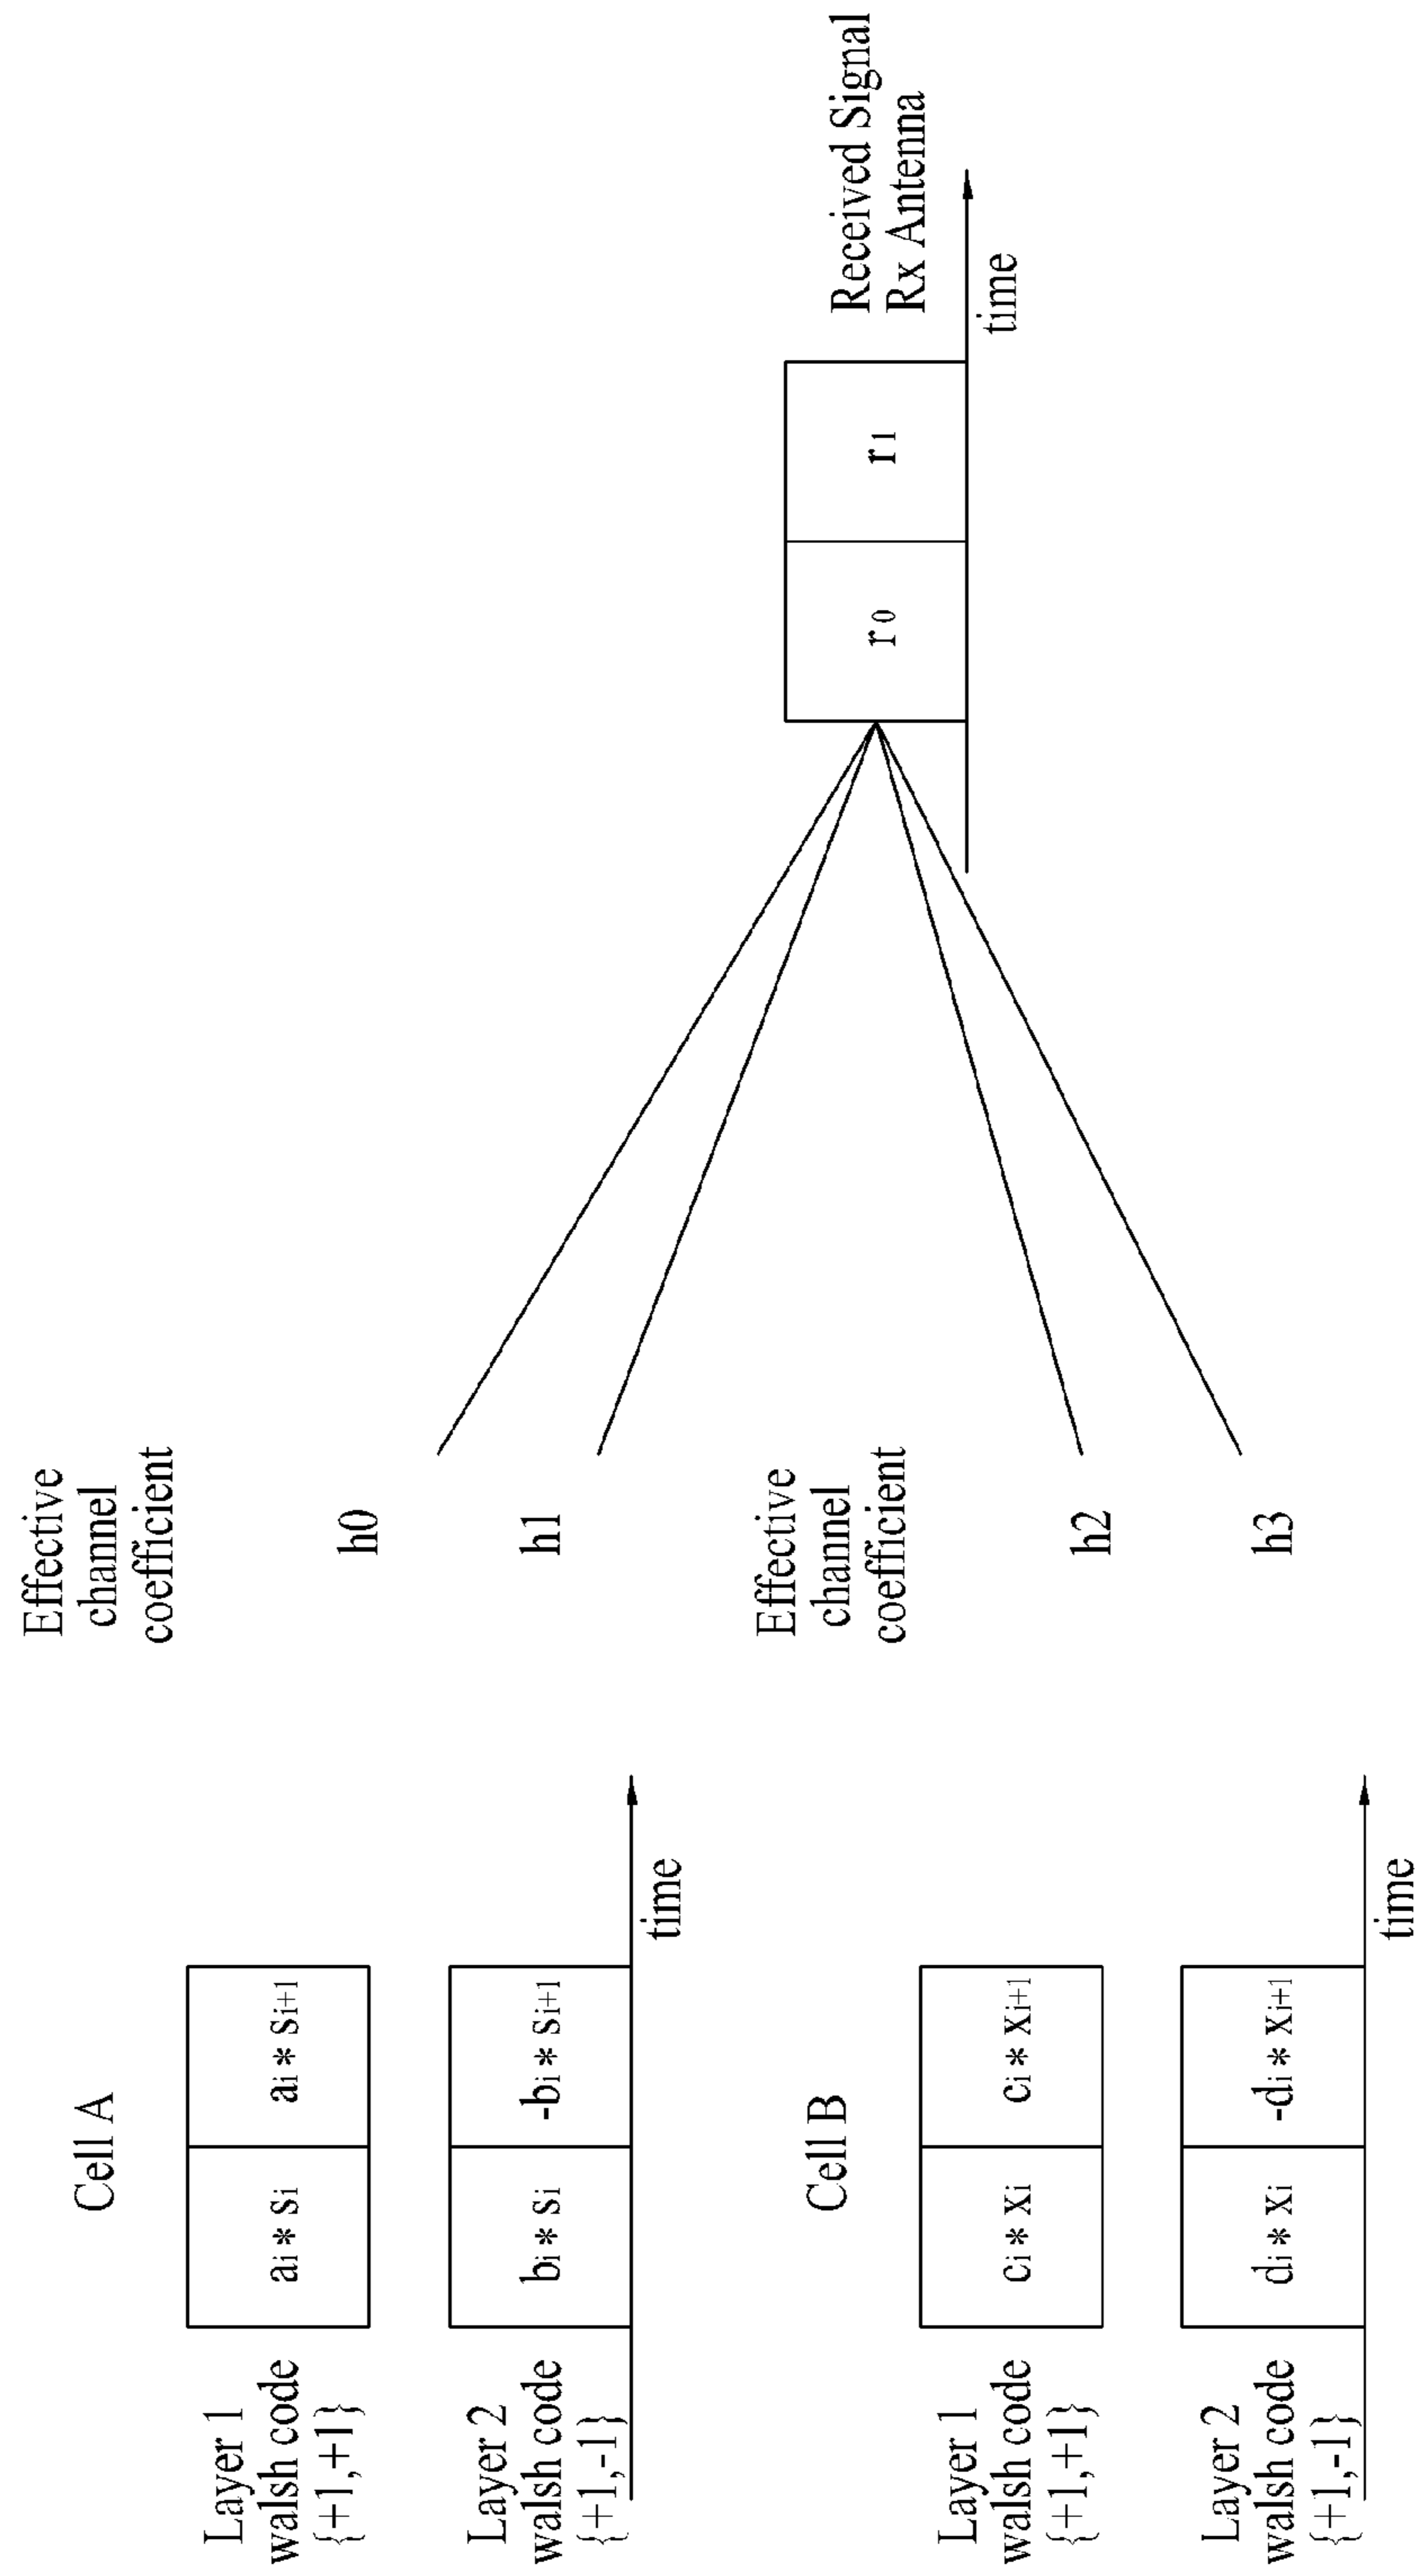 Cell A
Layer 1
walsh code
{+1,+1}
ai * Si
ai * Si+1
Layer 2
walsh code
{+1,-1}
bi * Si
-bi * Si+1
time
Effective
channel
coefficient
h0
h1
Cell B
Layer 1
walsh code
{+1,+1}
ci * Xi
ci * Xi+1
Layer 2
walsh code
{+1,-1}
di * Xi
-di * Xi+1
time
Effective
channel
coefficient
h2
h3
r0
r1
Received Signal
Rx Antenna
time